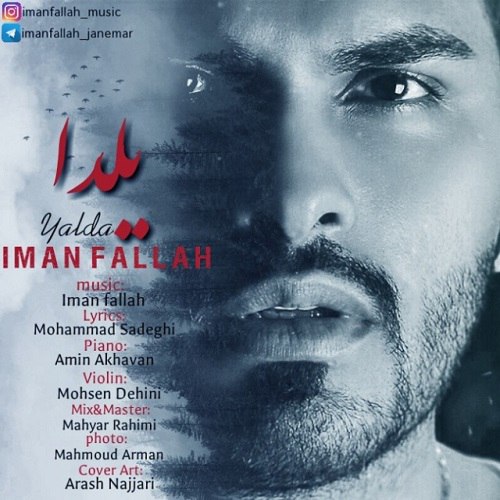 imanfallah_music
imanfallah_janemar
یلدا
Yalda
IMAN FALLAH
music:
Iman fallah
Lyrics:
Mohammad Sadeghi
Piano:
Amin Akhavan
Violin:
Mohsen Dehini
Mix&Master:
Mahyar Rahimi
photo:
Mahmoud Arman
Cover Art:
Arash Najjari